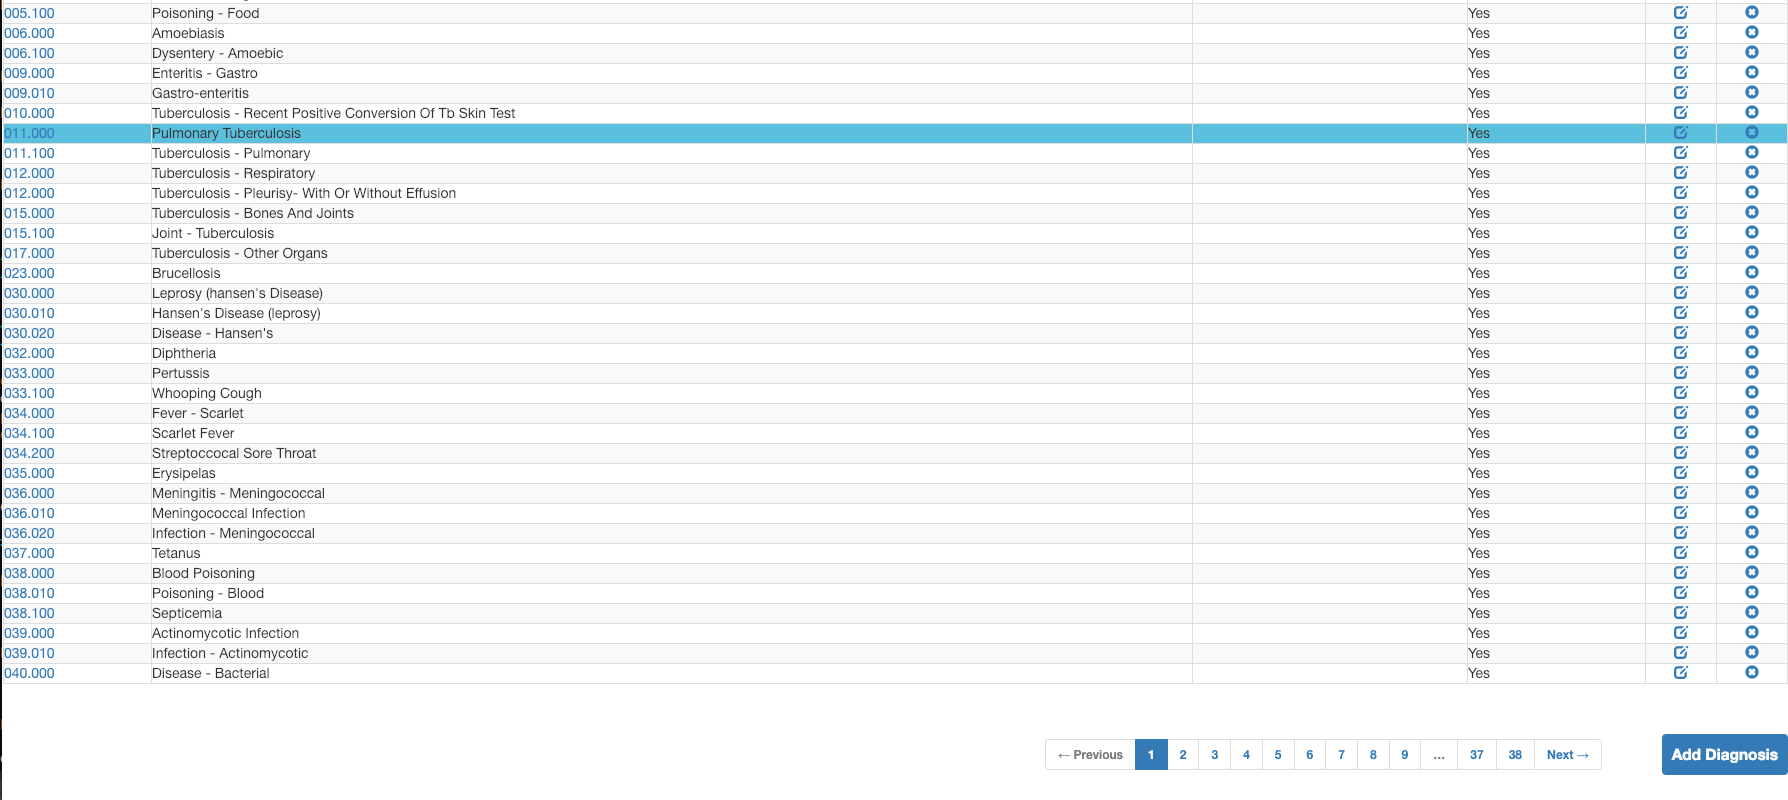 005.100 Poisoning - Food Yes
006.000 Amoebiasis Yes
006.100 Dysentery - Amoebic Yes
009.000 Enteritis - Gastro Yes
009.010 Gastro-enteritis Yes
010.000 Tuberculosis - Recent Positive Conversion Of Tb Skin Test Yes
011.000 Pulmonary Tuberculosis Yes
011.100 Tuberculosis - Pulmonary Yes
012.000 Tuberculosis - Respiratory Yes
012.000 Tuberculosis - Pleurisy- With Or Without Effusion Yes
015.000 Tuberculosis - Bones And Joints Yes
015.100 Joint - Tuberculosis Yes
017.000 Tuberculosis - Other Organs Yes
023.000 Brucellosis Yes
030.000 Leprosy (hansen's Disease) Yes
030.010 Hansen's Disease (leprosy) Yes
030.020 Disease - Hansen's Yes
032.000 Diphtheria Yes
033.000 Pertussis Yes
033.100 Whooping Cough Yes
034.000 Fever - Scarlet Yes
034.100 Scarlet Fever Yes
034.200 Streptoccocal Sore Throat Yes
035.000 Erysipelas Yes
036.000 Meningitis - Meningococcal Yes
036.010 Meningococcal Infection Yes
036.020 Infection - Meningococcal Yes
037.000 Tetanus Yes
038.000 Blood Poisoning Yes
038.010 Poisoning - Blood Yes
038.100 Septicemia Yes
039.000 Actinomycotic Infection Yes
039.010 Infection - Actinomycotic Yes
040.000 Disease - Bacterial Yes
← Previous 1 2 3 4 5 6 7 8 9 ... 37 38 Next → Add Diagnosis